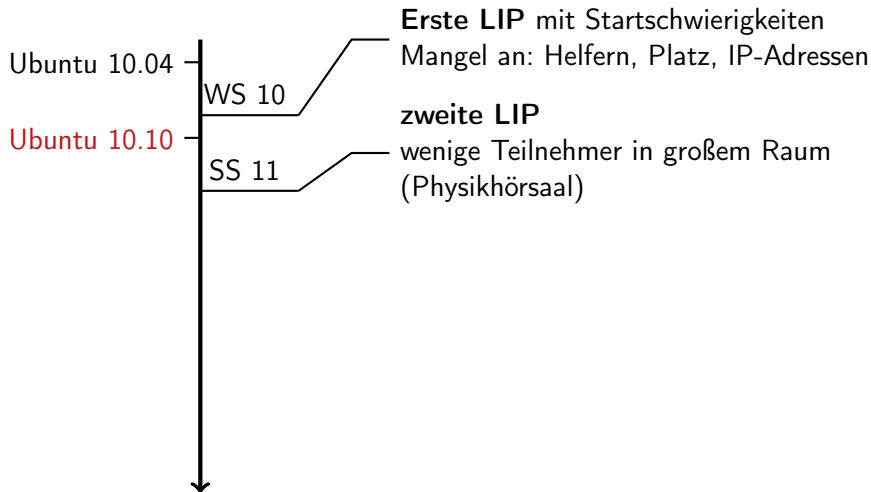 Erste LIP mit Startschwierigkeiten
Ubuntu 10.04
Mangel an: Helfern, Platz, IP-Adressen
WS 10
zweite LIP
Ubuntu 10.10
wenige Teilnehmer in großem Raum
SS 11
(Physikhörsaal)